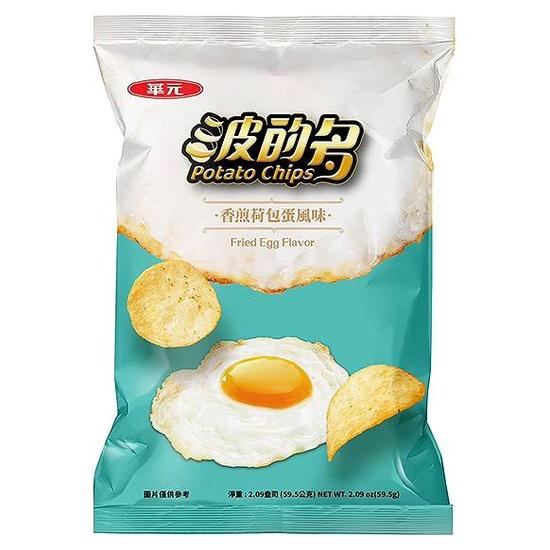 華元
波的多
Potato Chips
·香煎荷包蛋風味·
Fried Egg Flavor
圖片僅供參考
淨重：2.09盎司 (59.5公克) NET WT. 2.09 oz(59.5g)